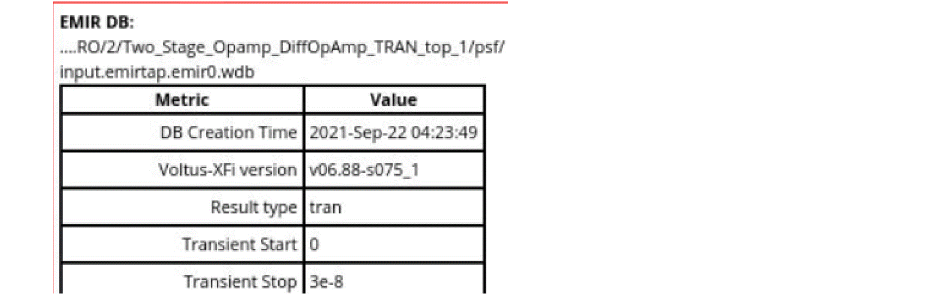 EMIR DB:
....RO/2/Two_Stage_Opamp_DiffOpAmp_TRAN_top_1/psf/
input.emirtap.emir0.wdb
Metric Value
DB Creation Time 2021-Sep-22 04:23:49
Voltus-XFi version v06.88-s075_1
Result type tran
Transient Start 0
Transient Stop 3e-8